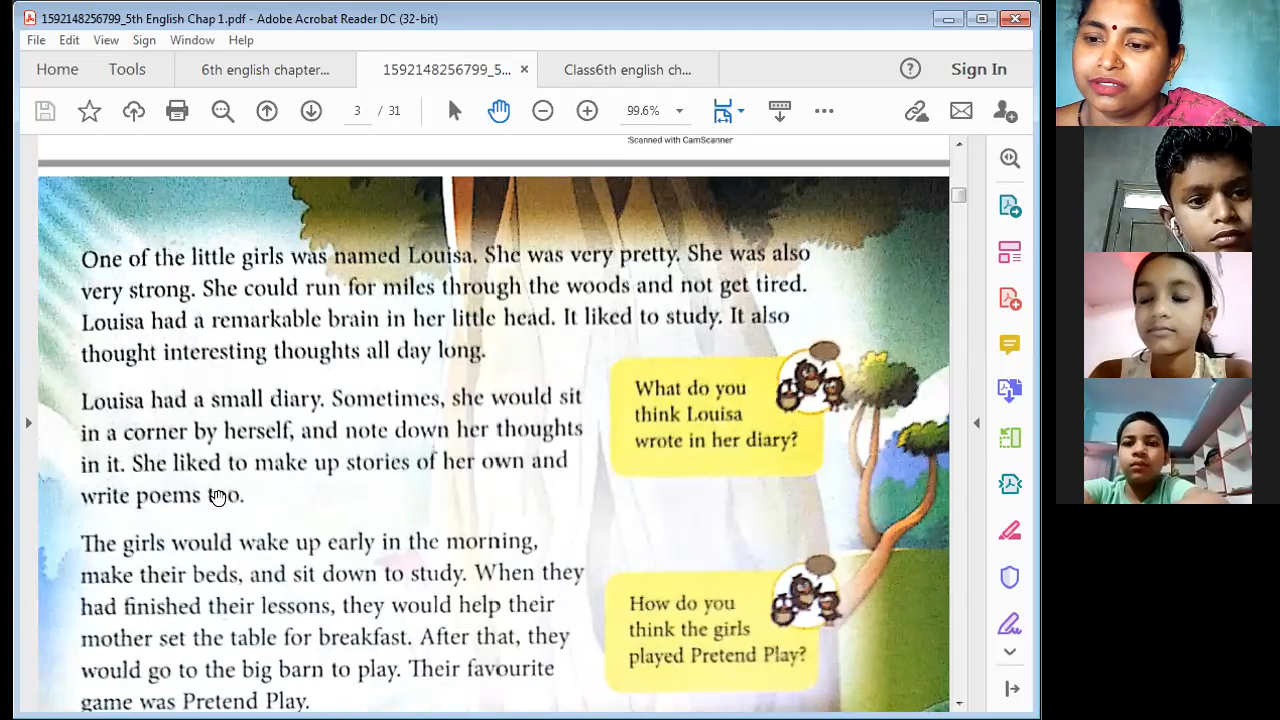 1592148256799_5th English Chap 1.pdf - Adobe Acrobat Reader DC (32-bit)
File Edit View Sign Window Help
Home Tools 6th english chapter... 1592148256799_5... × Class6th english ch... Sign In
3 / 31 99.6%
Scanned with CamScanner
One of the little girls was named Louisa. She was very pretty. She was also
very strong. She could run for miles through the woods and not get tired.
Louisa had a remarkable brain in her little head. It liked to study. It also
thought interesting thoughts all day long.
Louisa had a small diary. Sometimes, she would sit
in a corner by herself, and note down her thoughts
in it. She liked to make up stories of her own and
write poems too.
What do you
think Louisa
wrote in her diary?
The girls would wake up early in the morning,
make their beds, and sit down to study. When they
had finished their lessons, they would help their
mother set the table for breakfast. After that, they
would go to the big barn to play. Their favourite
game was Pretend Play.
How do you
think the girls
played Pretend Play?